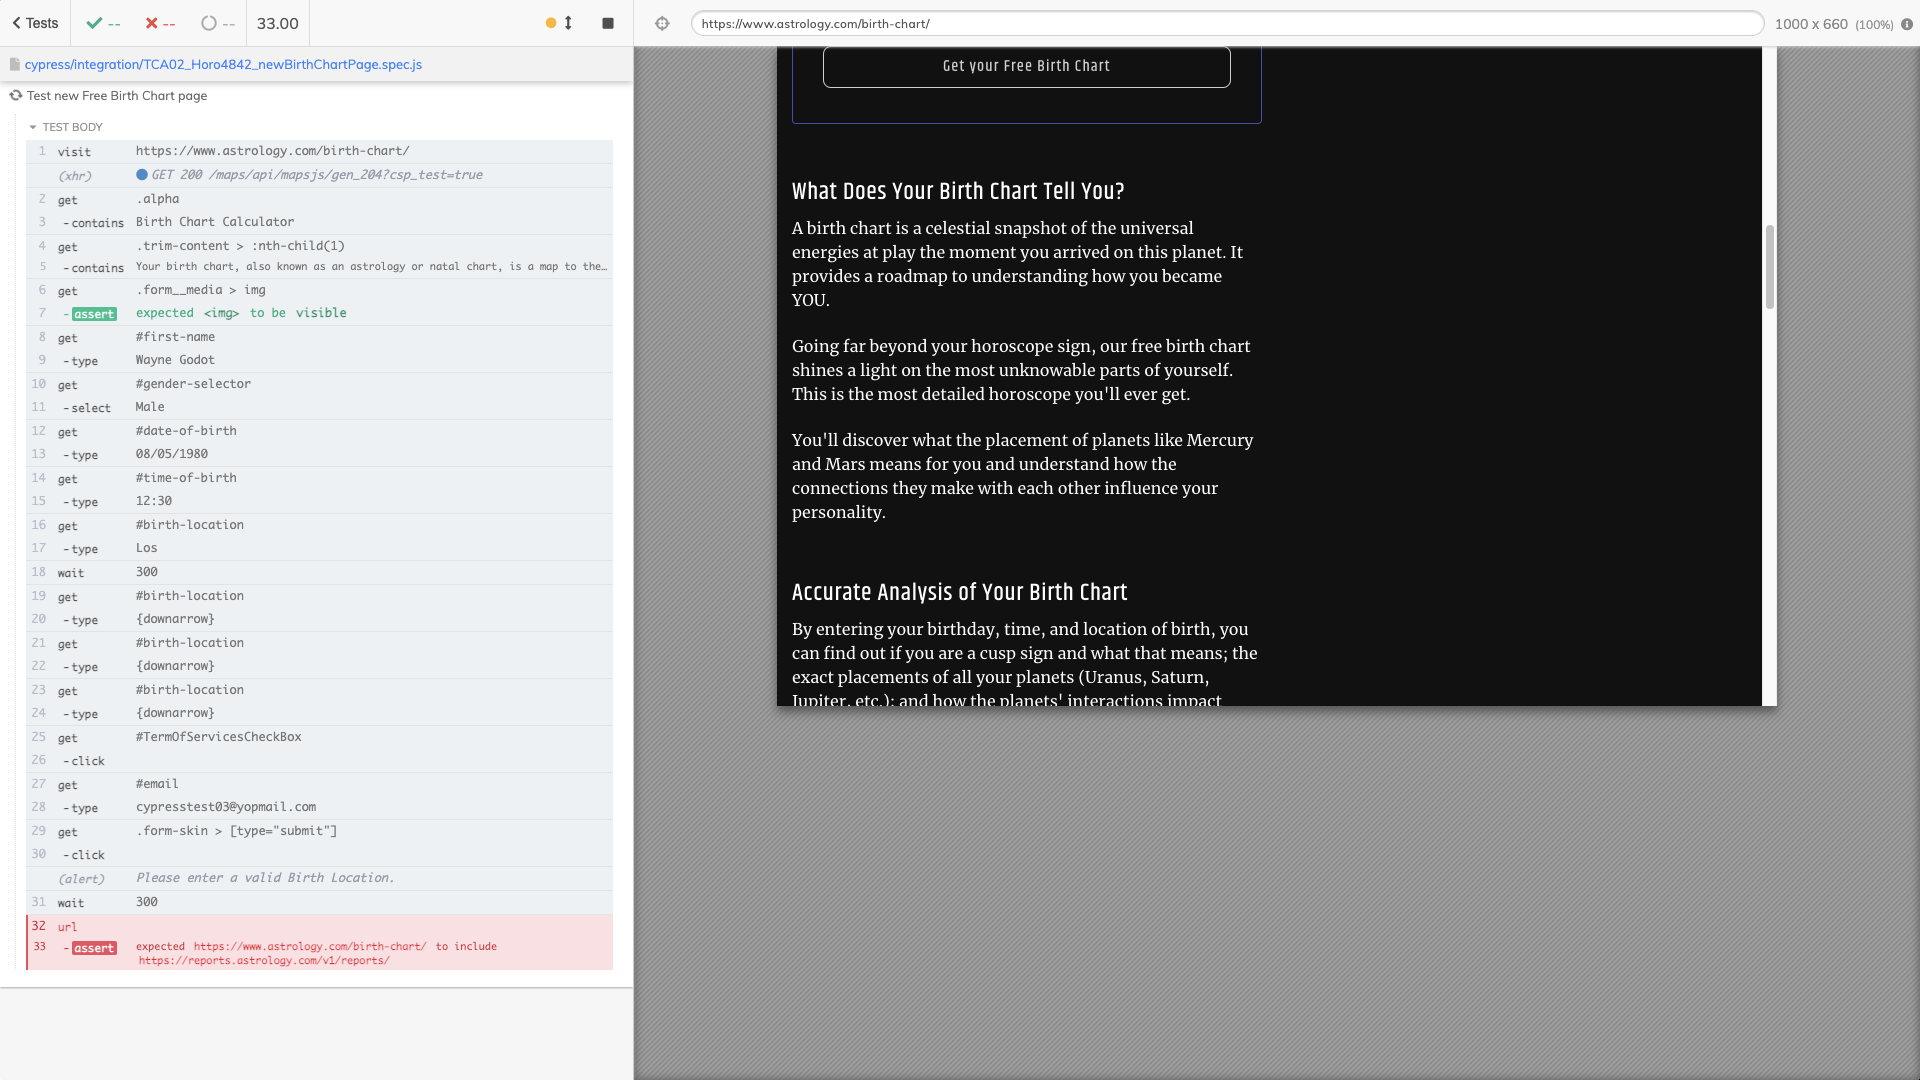 Tests
--
--
--
33.00
https://www.astrology.com/birth-chart/
1000 x 660 (100%)
cypress/integration/TCA02_Horo4842_newBirthChartPage.spec.js
Test new Free Birth Chart page
TEST BODY
1 visit https://www.astrology.com/birth-chart/
(xhr) GET 200 /maps/api/mapsjs/gen_204?csp_test=true
2 get .alpha
3 -contains Birth Chart Calculator
4 get .trim-content > :nth-child(1)
5 -contains Your birth chart, also known as an astrology or natal chart, is a map to the…
6 get .form__media > img
7 -assert expected <img> to be visible
8 get #first-name
9 -type Wayne Godot
10 get #gender-selector
11 -select Male
12 get #date-of-birth
13 -type 08/05/1980
14 get #time-of-birth
15 -type 12:30
16 get #birth-location
17 -type Los
18 wait 300
19 get #birth-location
20 -type {downarrow}
21 get #birth-location
22 -type {downarrow}
23 get #birth-location
24 -type {downarrow}
25 get #TermOfServicesCheckBox
26 -click
27 get #email
28 -type cypresstest03@yopmail.com
29 get .form-skin > [type="submit"]
30 -click
(alert) Please enter a valid Birth Location.
31 wait 300
32 url
33 -assert expected https://www.astrology.com/birth-chart/ to include
https://reports.astrology.com/v1/reports/
Get your Free Birth Chart
What Does Your Birth Chart Tell You?
A birth chart is a celestial snapshot of the universal
energies at play the moment you arrived on this planet. It
provides a roadmap to understanding how you became
YOU.
Going far beyond your horoscope sign, our free birth chart
shines a light on the most unknowable parts of yourself.
This is the most detailed horoscope you'll ever get.
You'll discover what the placement of planets like Mercury
and Mars means for you and understand how the
connections they make with each other influence your
personality.
Accurate Analysis of Your Birth Chart
By entering your birthday, time, and location of birth, you
can find out if you are a cusp sign and what that means; the
exact placements of all your planets (Uranus, Saturn,
Jupiter, etc.); and how the planets' interactions impact